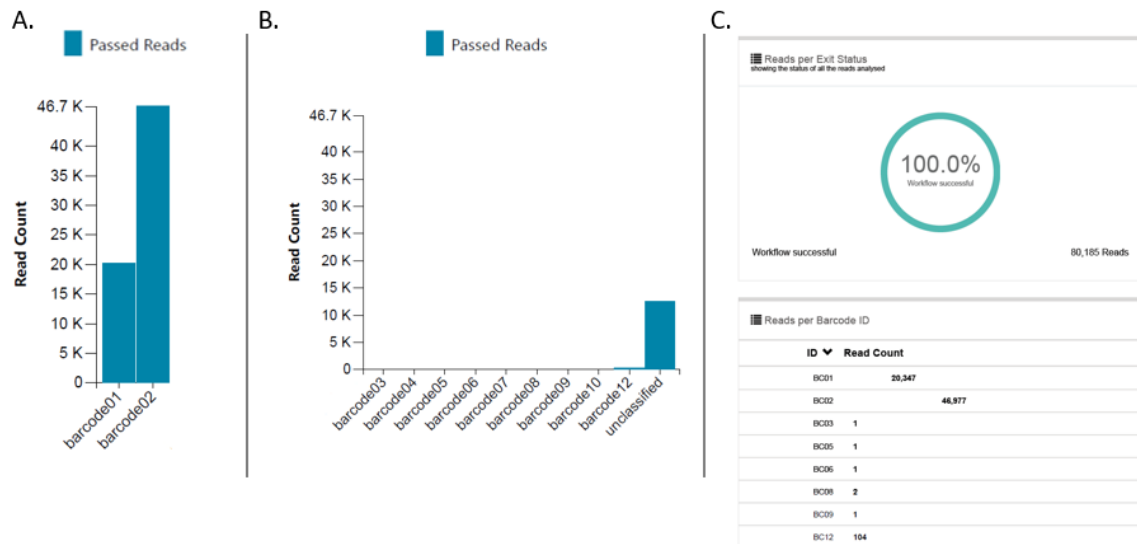 A.
Passed Reads
46.7 K
40 K
35 K
30 K
25 K
20 K
15 K
10 K
5 K
0
Read Count
barcode01
barcode02
B.
Passed Reads
46.7 K
40 K
35 K
30 K
25 K
20 K
15 K
10 K
5 K
0
Read Count
barcode03
barcode04
barcode05
barcode06
barcode07
barcode08
barcode09
barcode10
barcode12
unclassified
C.
Reads per Exit Status
showing the status of all the reads analysed
100.0%
Workflow successful
Workflow successful 80,185 Reads
Reads per Barcode ID
ID Read Count
BC01 20,347
BC02 46,977
BC03 1
BC05 1
BC06 1
BC08 2
BC09 1
BC12 104